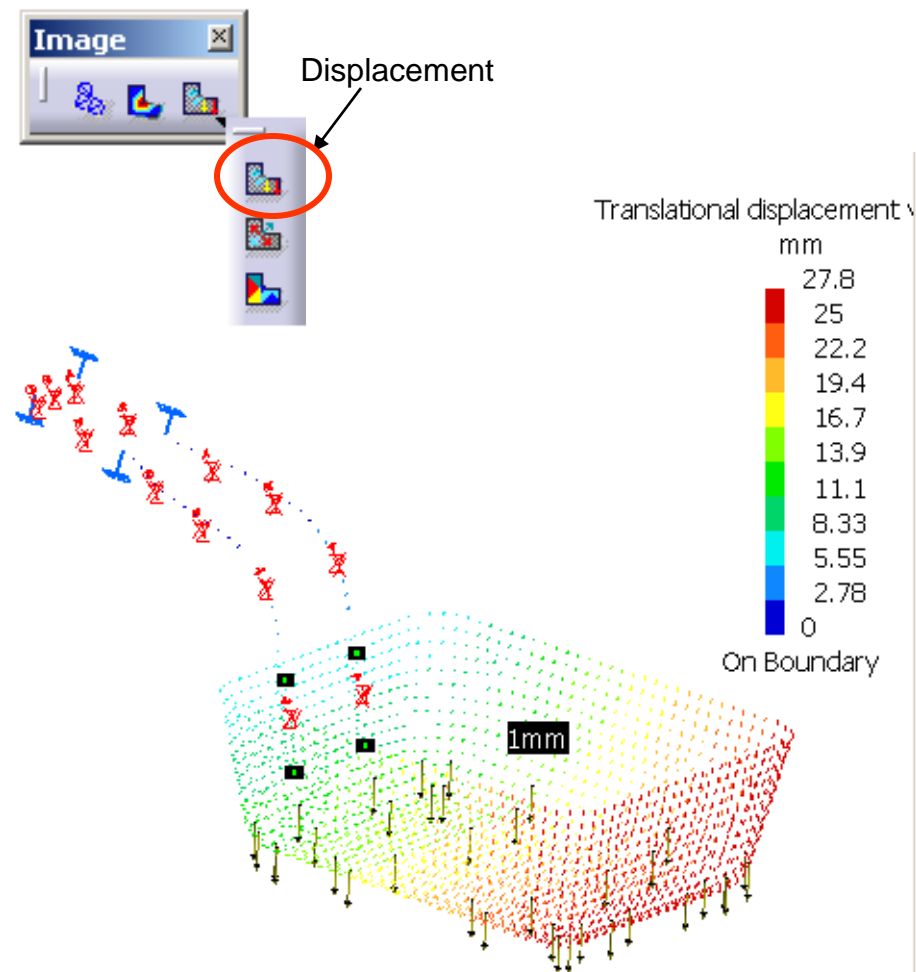 Image
Displacement
Translational displacement
mm
27.8
25
22.2
19.4
16.7
13.9
11.1
8.33
5.55
2.78
0
On Boundary
1mm